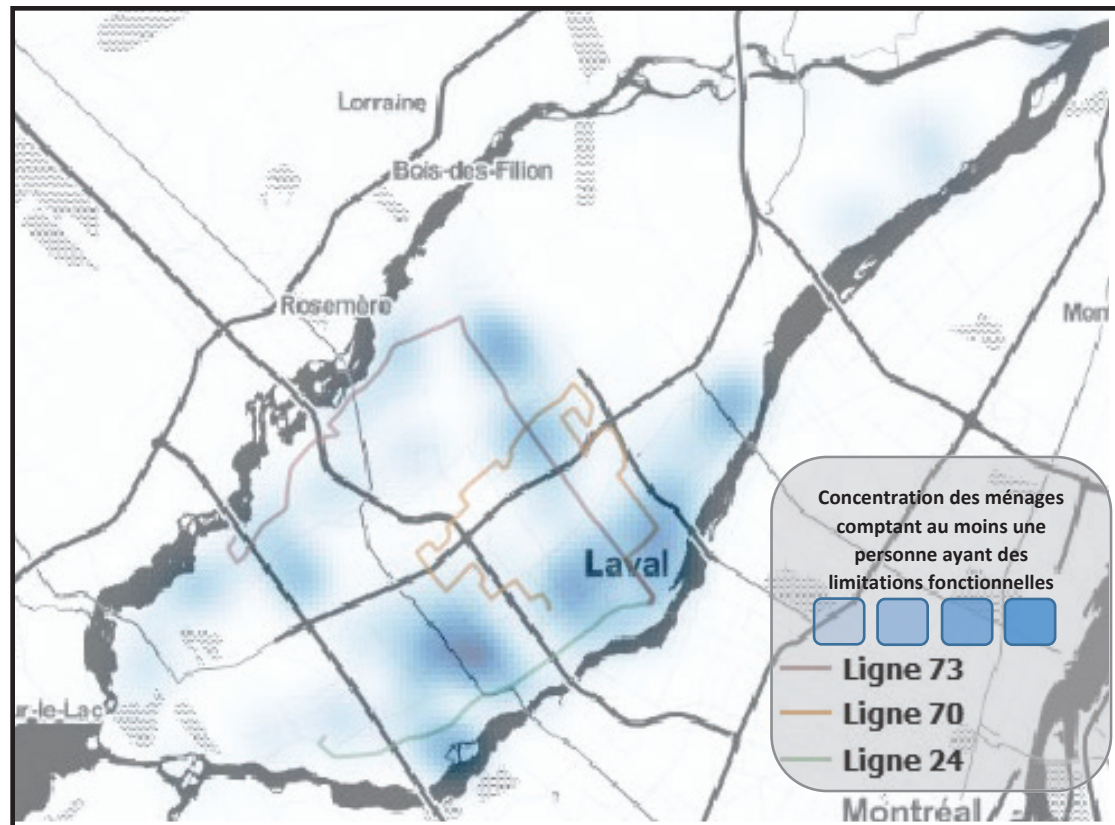 Lorraine
Bois-des-Filion
Rosemère
Mon
Laval
ur-le-Lac
Concentration des ménages
comptant au moins une
personne ayant des
limitations fonctionnelles
Ligne 73
Ligne 70
Ligne 24
Montréal